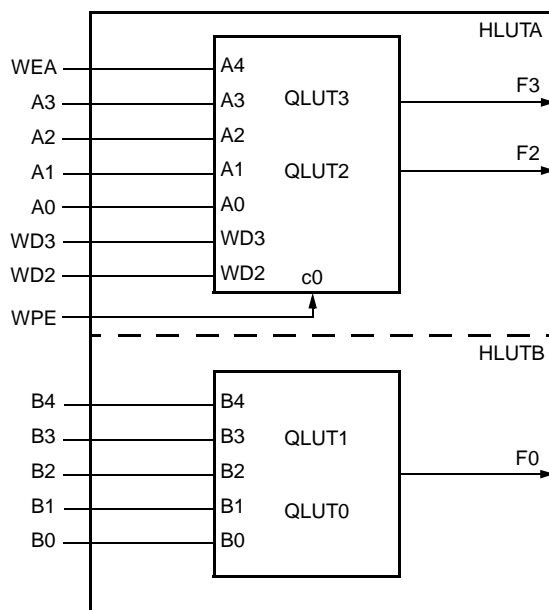 HLUTA
WEA A4
A3 A3 QLUT3 F3
A2 A2
A1 A1 QLUT2 F2
A0 A0
WD3 WD3
WD2 WD2 c0
WPE
HLUTB
B4 B4
B3 B3 QLUT1
B2 B2 F0
B1 B1 QLUT0
B0 B0